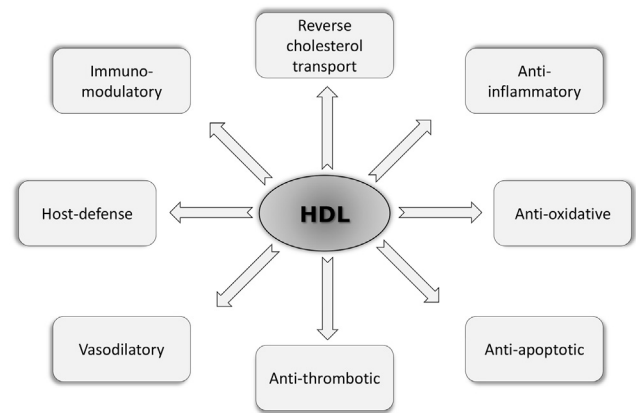 Reverse
cholesterol
transport
Immuno-
modulatory
Anti-
inflammatory
Host-defense
HDL
Anti-oxidative
Vasodilatory
Anti-thrombotic
Anti-apoptotic